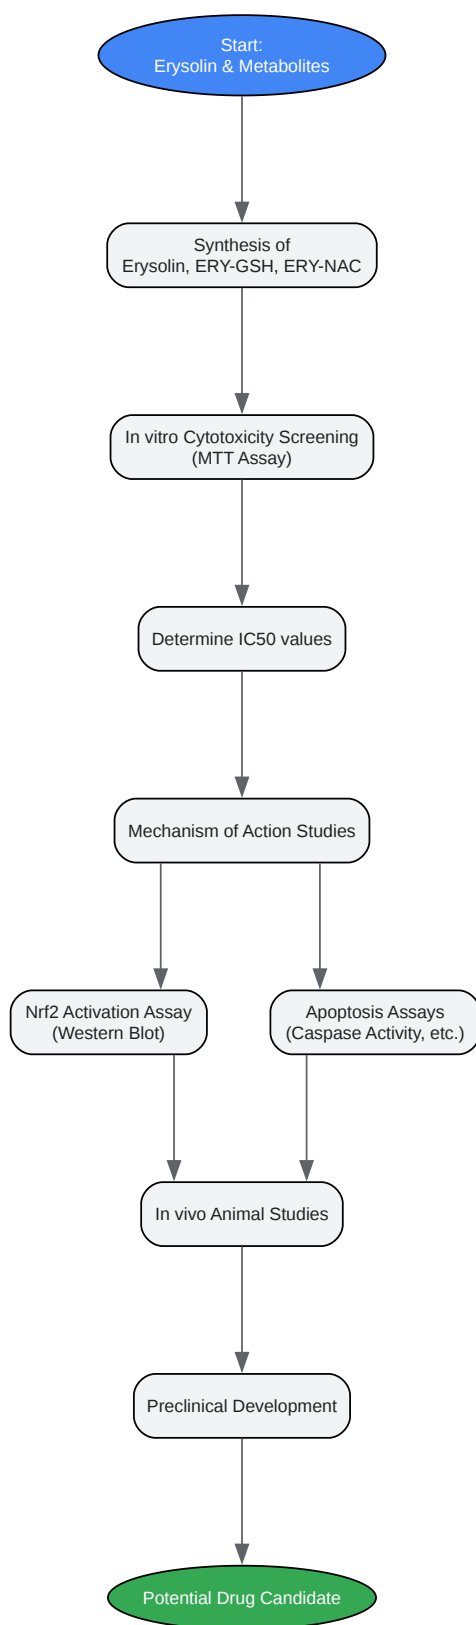 Start:
Erysolin & Metabolites
Synthesis of
Erysolin, ERY-GSH, ERY-NAC
In vitro Cytotoxicity Screening
(MTT Assay)
Determine IC50 values
Mechanism of Action Studies
Nrf2 Activation Assay
(Western Blot)
Apoptosis Assays
(Caspase Activity, etc.)
In vivo Animal Studies
Preclinical Development
Potential Drug Candidate